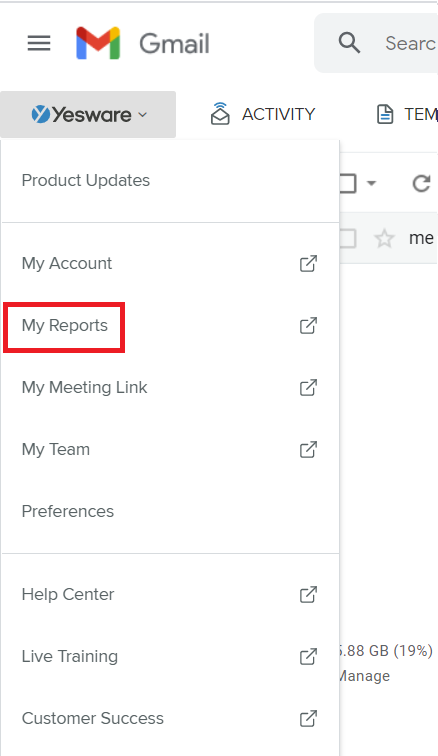 Gmail
Searc
Yesware
ACTIVITY
TEM
Product Updates
My Account
me
My Reports
My Meeting Link
My Team
Preferences
Help Center
5.88 GB (19%)
Live Training
Manage
Customer Success